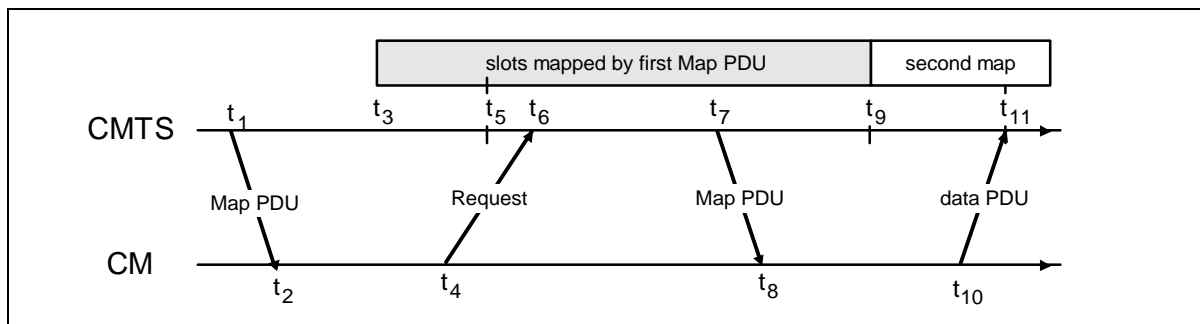 slots mapped by first Map PDU second map
t1 t3 t5 t6 t7 t9 t11
CMTS
Map PDU Request Map PDU data PDU
CM
t2 t4 t8 t10